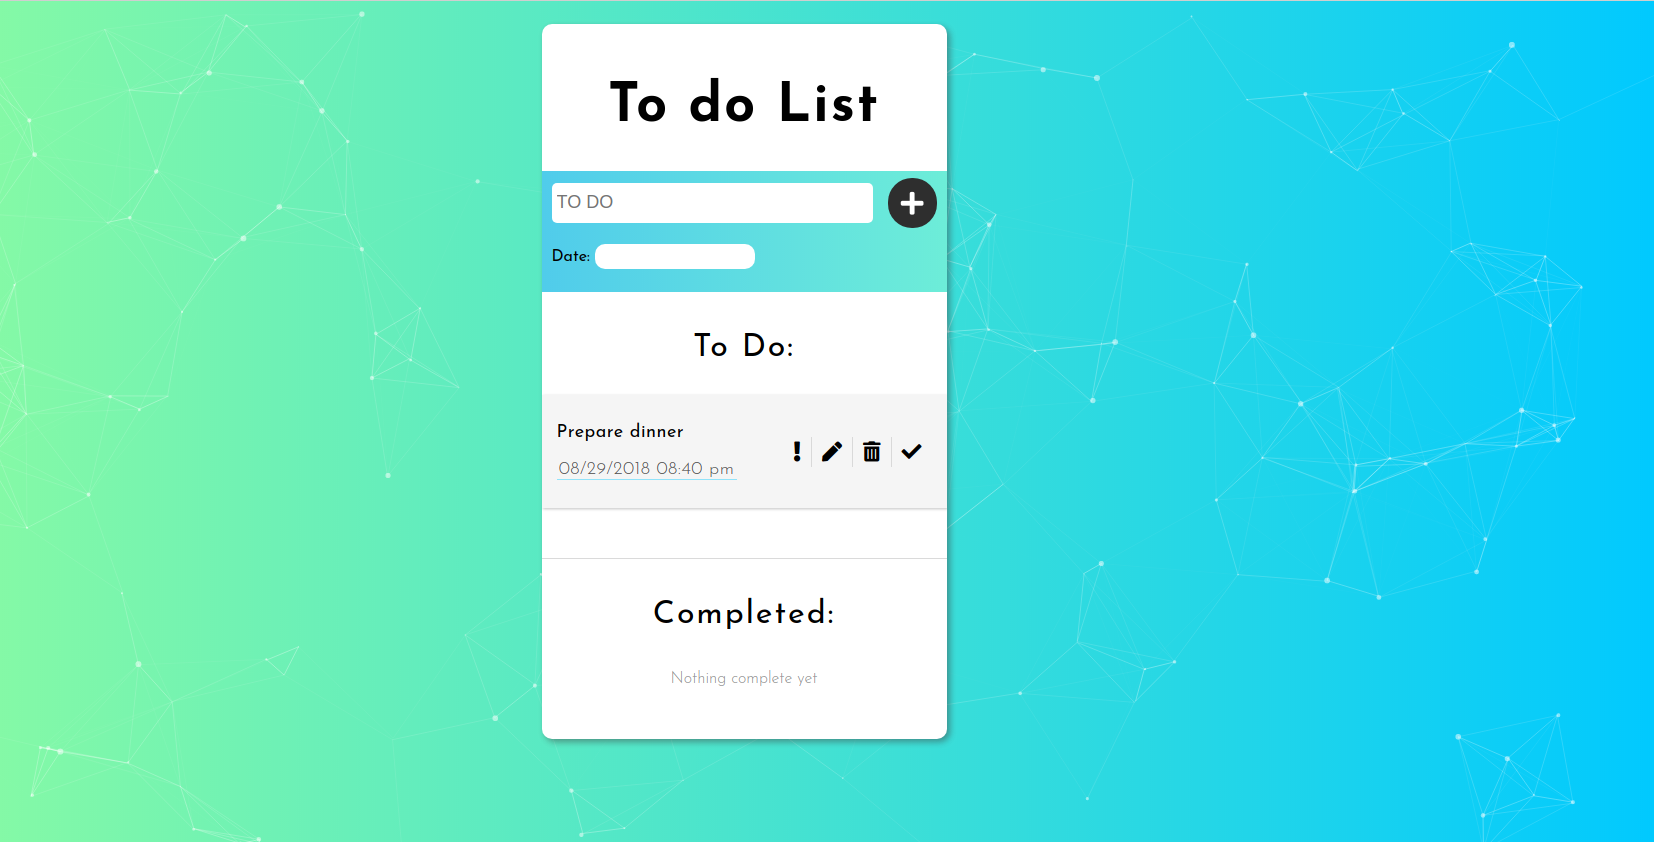 To do List
TO DO
Date:
To Do:
Prepare dinner
08/29/2018 08:40 pm
Completed:
Nothing complete yet